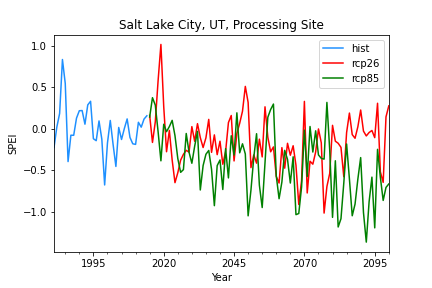 Salt Lake City, UT, Processing Site
1.0
0.5
0.0
−0.5
−1.0
SPEI
hist
rcp26
rcp85
1995
2020
2045
2070
2095
Year